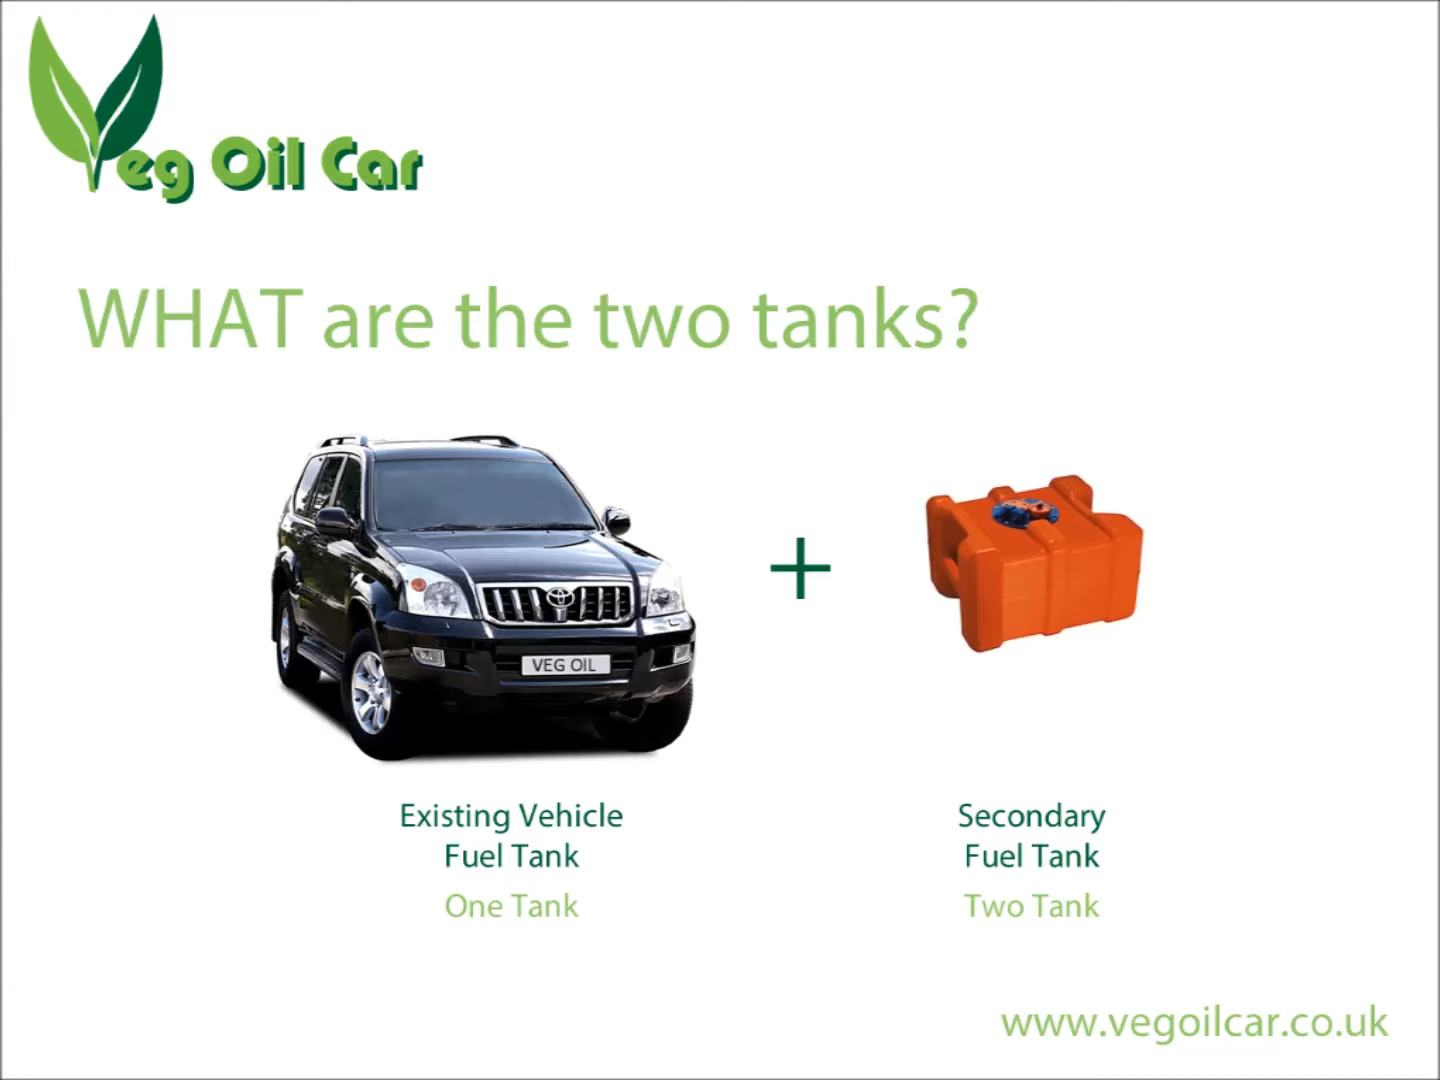 Veg Oil Car
WHAT are the two tanks?
VEG OIL
+
Existing Vehicle
Fuel Tank
One Tank
Secondary
Fuel Tank
Two Tank
www.vegoilcar.co.uk